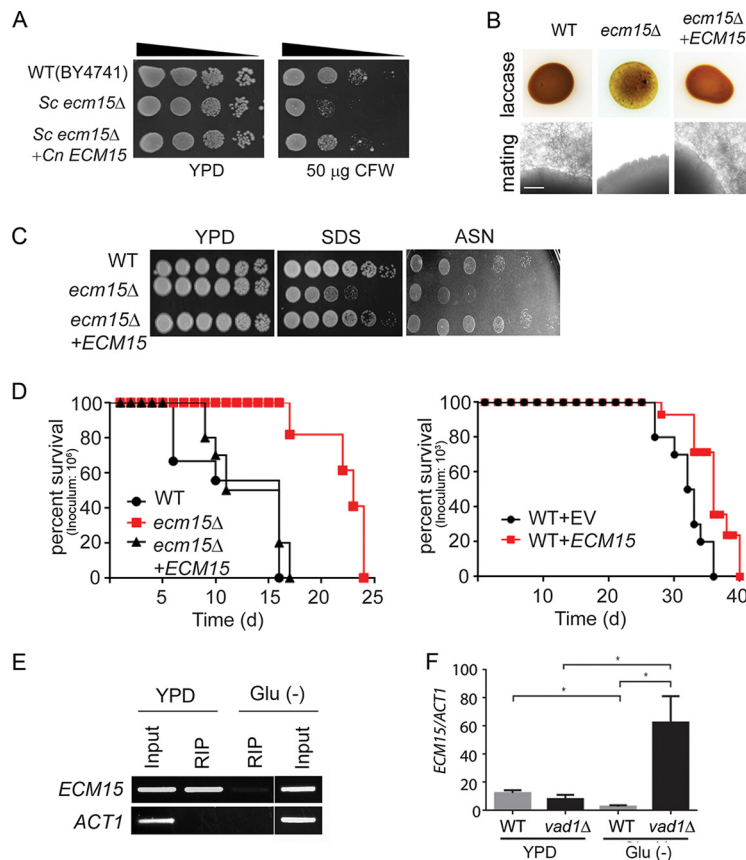 A
WT(BY4741)
Sc ecm15Δ
Sc ecm15Δ
+Cn ECM15
YPD
50 µg CFW
B
WT
ecm15Δ
ecm15Δ
+ECM15
laccase
mating
C
YPD
SDS
ASN
WT
ecm15Δ
ecm15Δ
+ECM15
D
percent survival
(Inoculum: 10⁶)
100
80
60
40
20
0
WT
ecm15Δ
ecm15Δ
+ECM15
5
10
15
20
25
Time (d)
percent survival
(Inoculum: 10³)
100
80
60
40
20
0
WT+EV
WT+ECM15
10
20
30
40
Time (d)
E
YPD
Glu (-)
Input
RIP
RIP
Input
ECM15
ACT1
F
ECM15/ACT1
100
80
60
40
20
0
*
*
*
WT
vad1Δ
WT
vad1Δ
YPD
Glu (-)